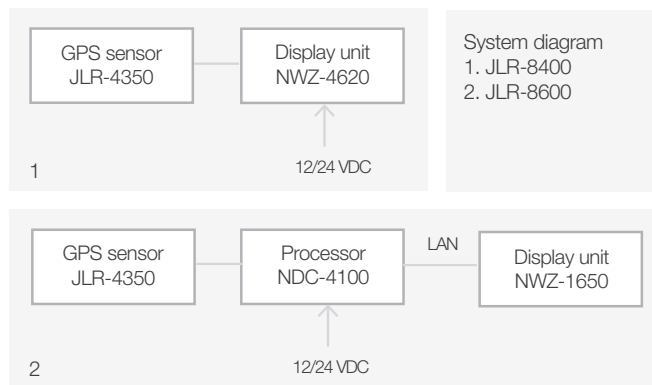 GPS sensor
JLR-4350
Display unit
NWZ-4620
12/24 VDC
1
System diagram
1. JLR-8400
2. JLR-8600
GPS sensor
JLR-4350
Processor
NDC-4100
LAN
Display unit
NWZ-1650
12/24 VDC
2